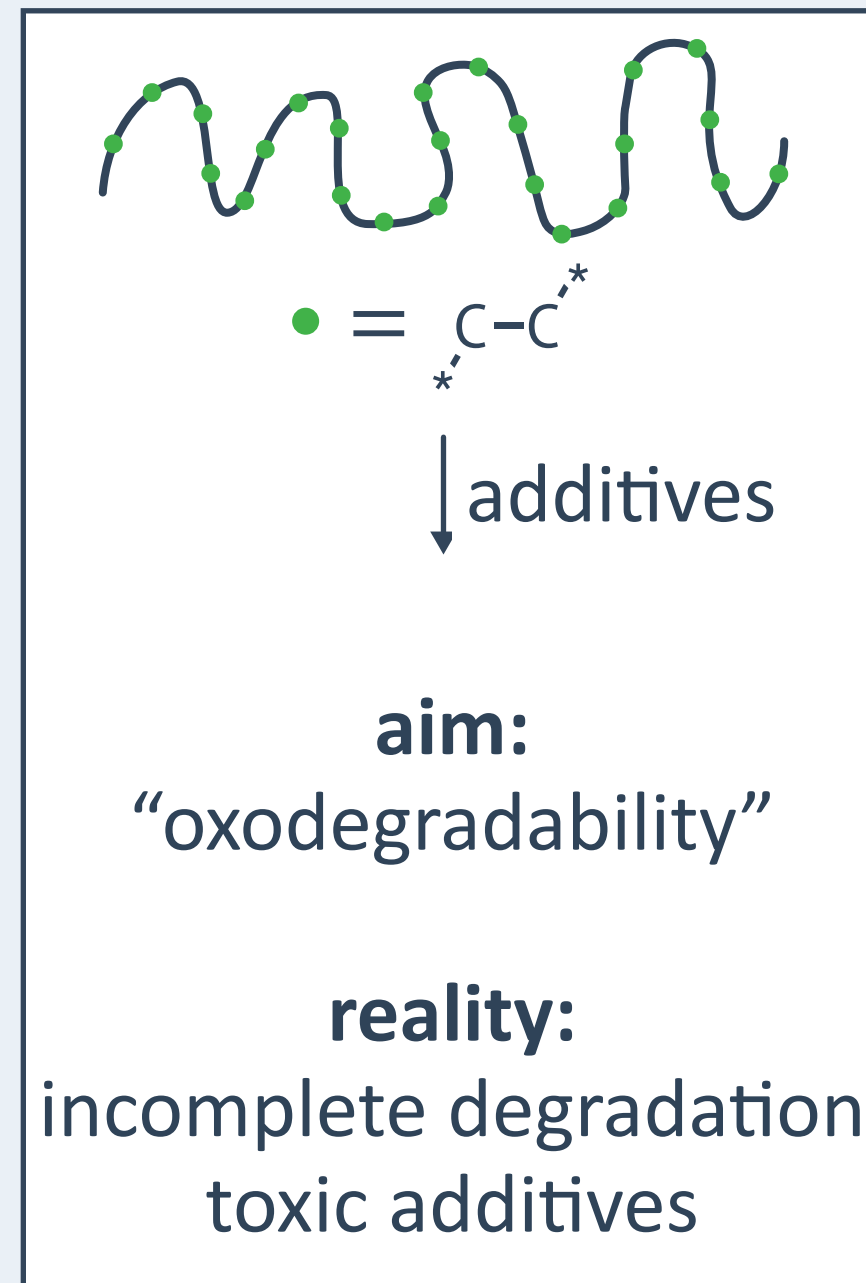 = C–C
*
*
additives
aim:
“oxodegradability”
reality:
incomplete degradation
toxic additives